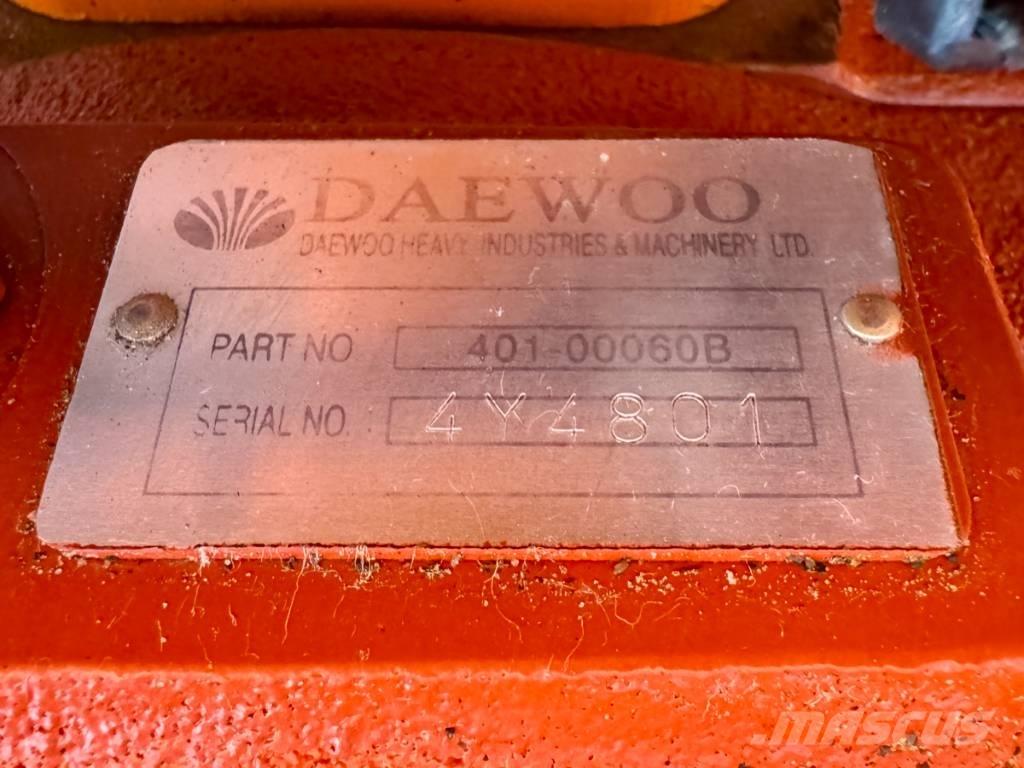 DAEWOO
DAEWOO HEAVY INDUSTRIES & MACHINERY LTD.
PART NO 401-00060B
SERIAL NO. : 4Y4801
MASCUS